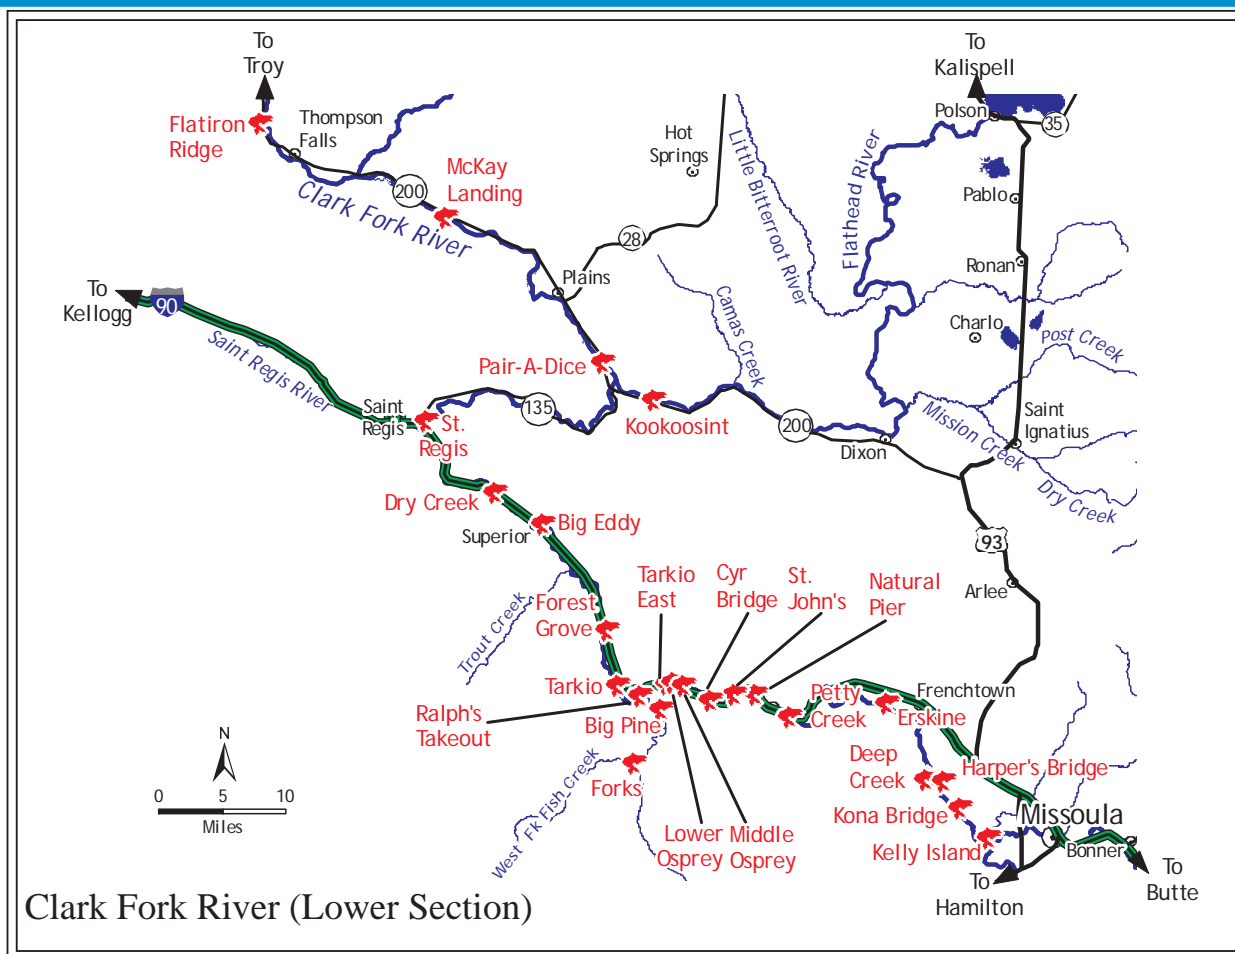 To
Troy
To
Kalispell
Flatiron
Ridge
Thompson
Falls
Polson
35
Hot
Springs
McKay
Landing
200
Clark Fork River
Little Bitterroot River
Flathead River
Pablo
28
Plains
Ronan
To
Kellogg
90
Saint Regis River
Camas Creek
Charlo
Post Creek
Pair-A-Dice
Saint
Regis
St.
Regis
135
Kookoosint
200
Dixon
Mission Creek
Saint
Ignatius
Dry Creek
Dry Creek
Superior
Big Eddy
93
Arlee
Trout Creek
Forest
Grove
Tarkio
East
Cyr
Bridge
St.
John's
Natural
Pier
Tarkio
Ralph's
Takeout
Big Pine
Petty
Creek
Frenchtown
Erskine
N
0 5 10
Miles
West Fk Fish Creek
Forks
Deep
Creek
Harper's Bridge
Kona Bridge
Missoula
Lower
Osprey
Middle
Osprey
Kelly Island
Bonner
To
Hamilton
To
Butte
Clark Fork River (Lower Section)